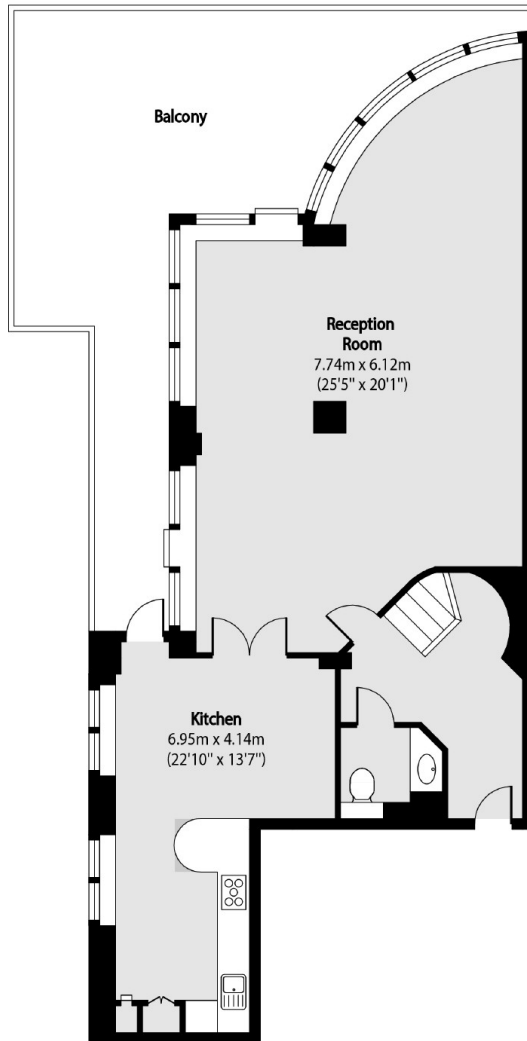 Balcony
Reception
Room
7.74m x 6.12m
(25'5" x 20'1")
Kitchen
6.95m x 4.14m
(22'10" x 13'7")